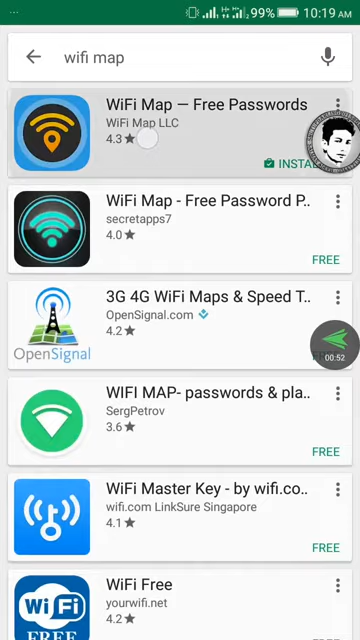 ...
99% 10:19 AM
wifi map
WiFi Map — Free Passwords
WiFi Map LLC
4.3★
INSTAL
WiFi Map - Free Password P..
secretapps7
4.0★
FREE
3G 4G WiFi Maps & Speed T..
OpenSignal.com
4.2★
OpenSignal
00:52
WIFI MAP- passwords & pla..
SergPetrov
3.6★
FREE
WiFi Master Key - by wifi.co..
wifi.com LinkSure Singapore
4.1★
FREE
WiFi Free
yourwifi.net
4.2★
WiFi
FREE